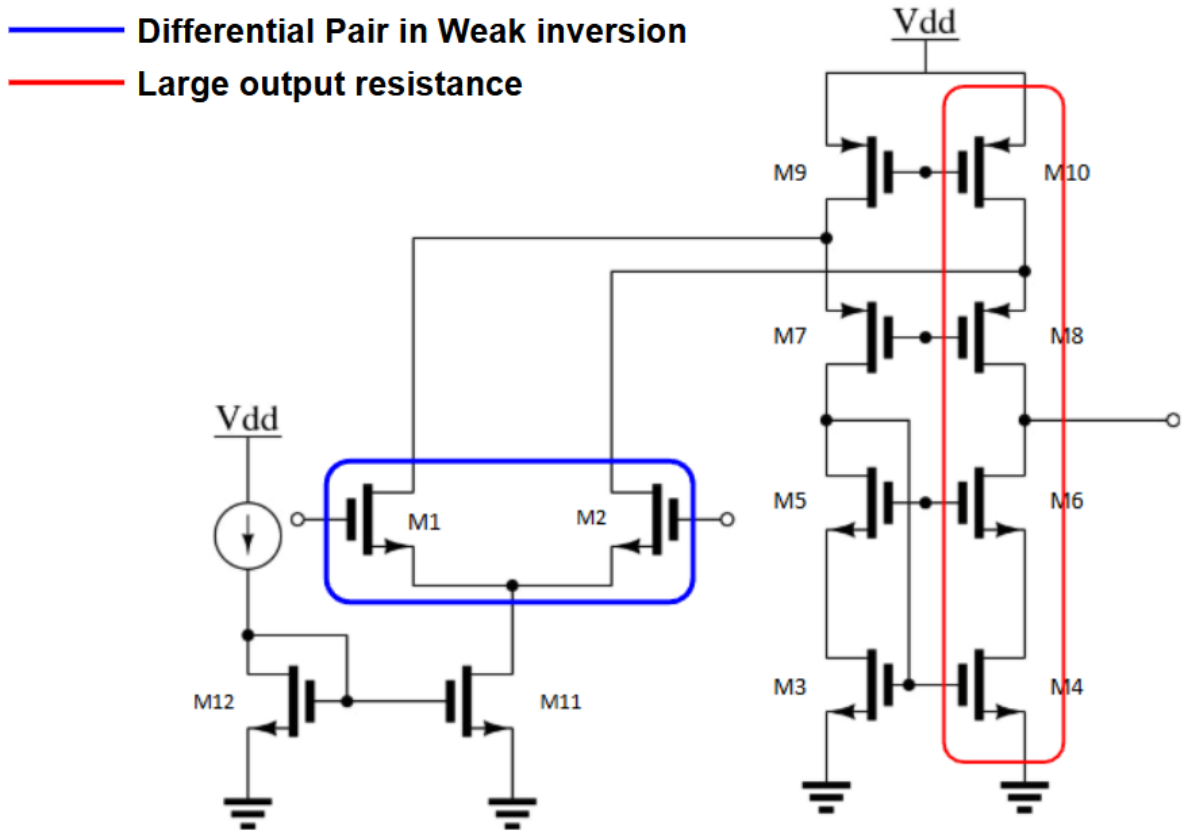 Differential Pair in Weak inversion
Large output resistance
Vdd
M9
M10
M7
M8
Vdd
M5
M6
M1
M2
M3
M4
M12
M11